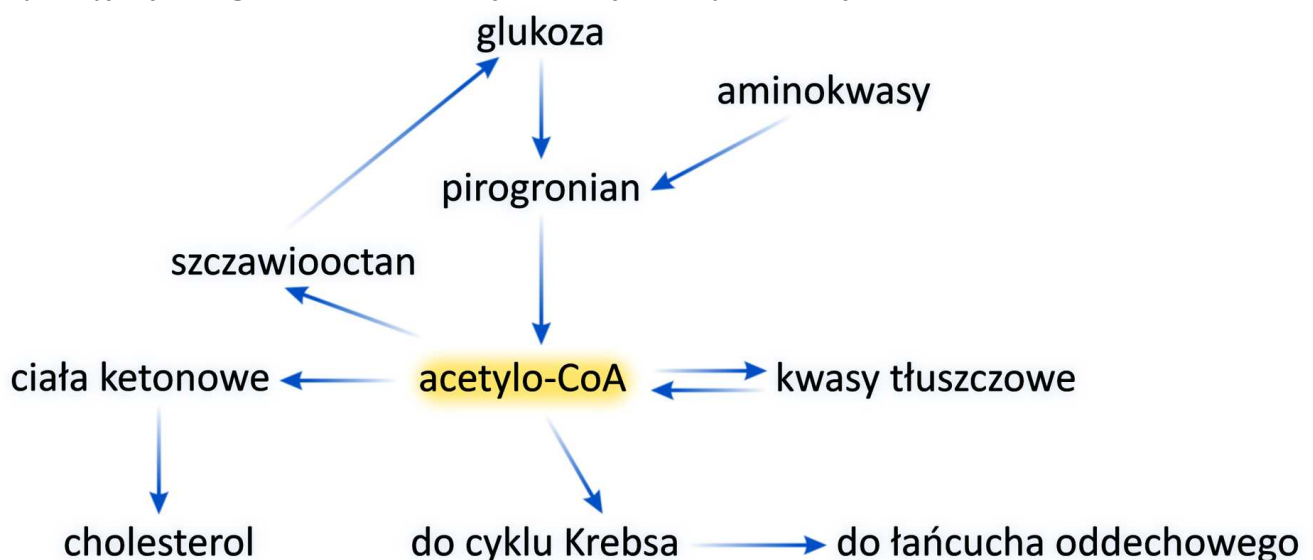 glukoza
aminokwasy
pirogronian
szczawiooctan
ciała ketonowe
acetylo-CoA
kwasy tłuszczowe
cholesterol
do cyklu Krebsa
do łańcucha oddechowego